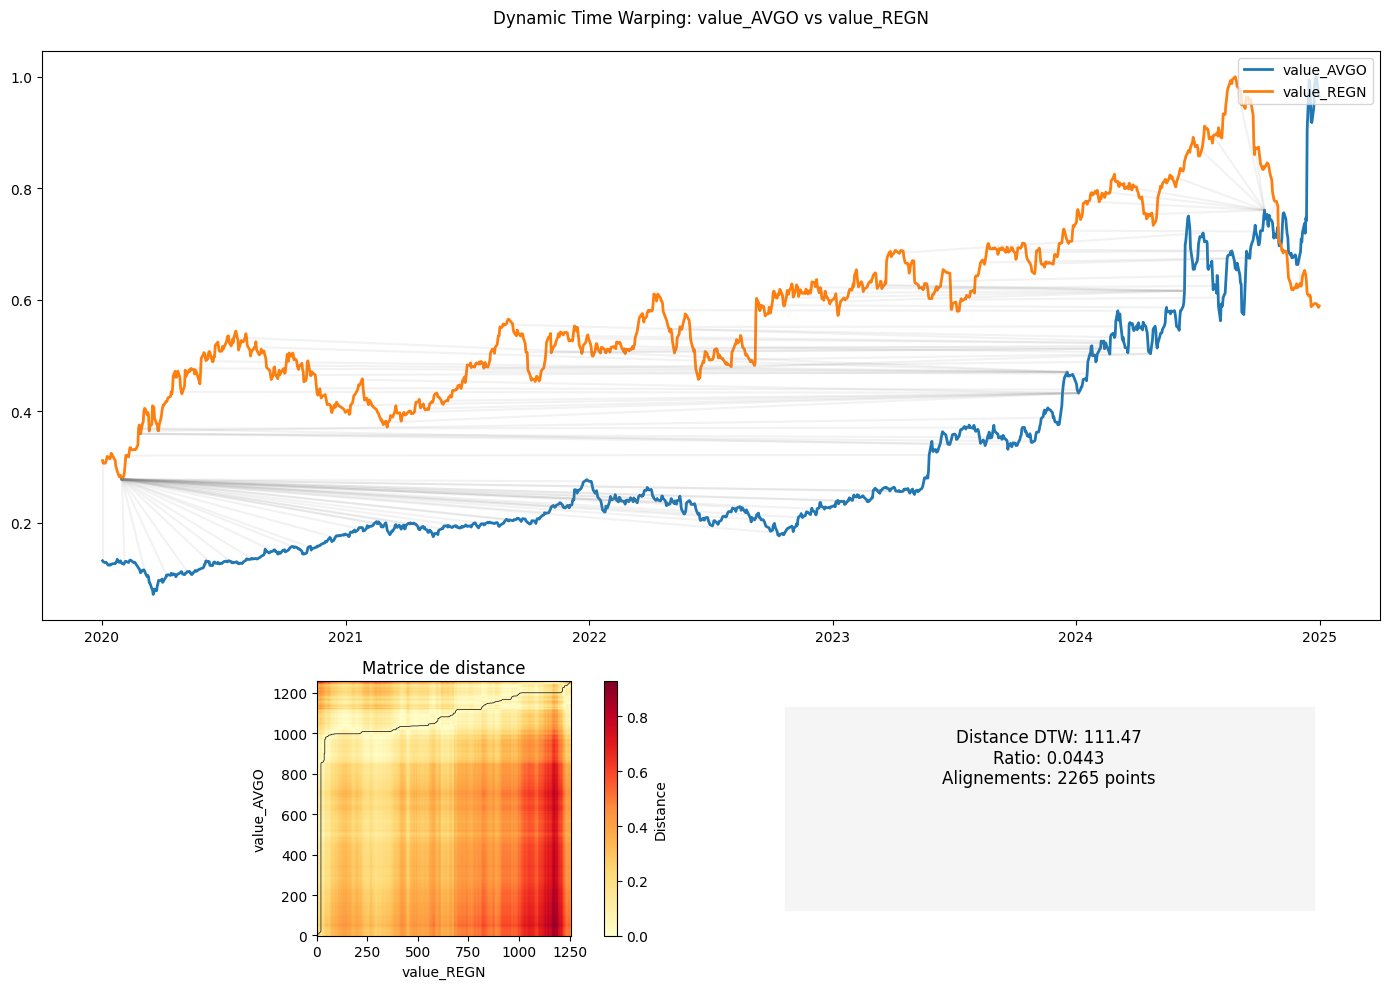 Dynamic Time Warping: value_AVGO vs value_REGN
1.0
0.8
0.6
0.4
0.2
value_AVGO
value_REGN
2020 2021 2022 2023 2024 2025
Matrice de distance
1200
1000
800
600
400
200
0
value_AVGO
0 250 500 750 1000 1250
value_REGN
0.8
0.6
0.4
0.2
0.0
Distance
Distance DTW: 111.47
Ratio: 0.0443
Alignements: 2265 points